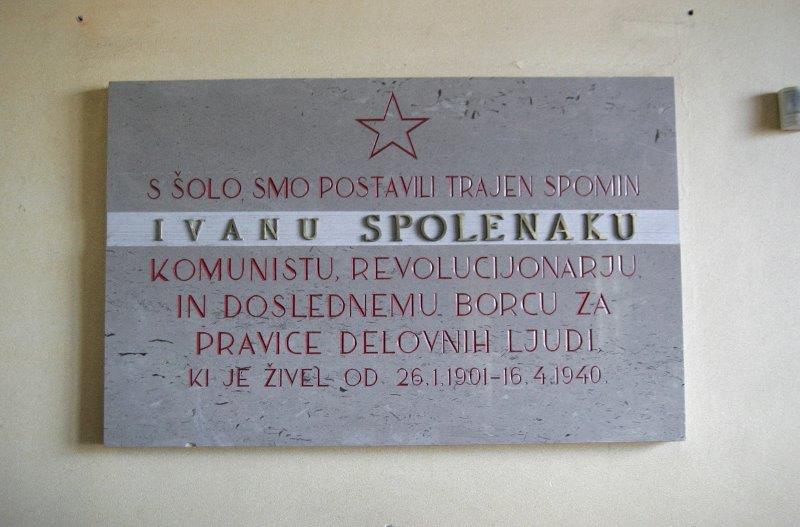 S ŠOLO, SMO POSTAVILI TRAJEN SPOMIN
IVANU SPOLENAKU
KOMUNISTU, REVOLUCIJONARJU,
IN DOSLEDNEMU BORCU ZA
PRAVICE DELOVNIH LJUDI,
KI JE ŽIVEL OD 26.1.1901-16.4.1940.